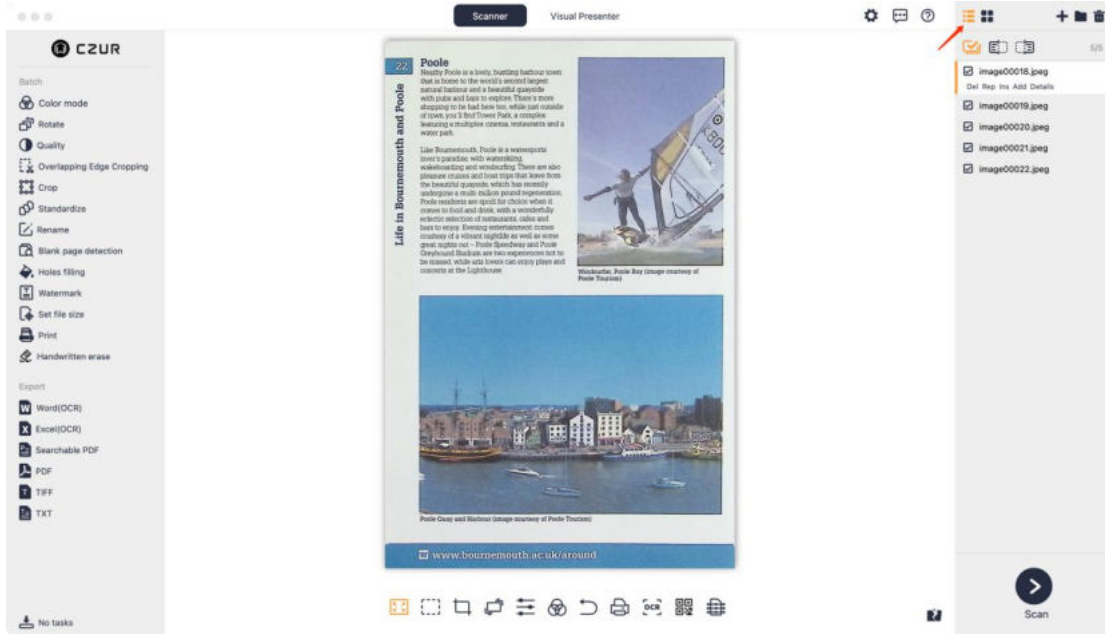 Scanner
Visual Presenter
CZUR
Batch
Color mode
Rotate
Quality
Overlapping Edge Cropping
Crop
Standardize
Rename
Blank page detection
Holes filling
Watermark
Set file size
Print
Handwritten erase
Export
Word(OCR)
Excel(OCR)
Searchable PDF
PDF
TIFF
TXT
No tasks
22
Life in Bournemouth and Poole
Poole
Nearby Poole is a lively, bustling harbour town
that is home to the world's second largest
natural harbour and a beautiful quayside
with pubs and bars to explore. There's more
shopping to be had here too, while just outside
of town you'll find Tower Park, a complex
featuring a multiplex cinema, restaurants and a
water park.
Like Bournemouth, Poole is a watersports
lover's paradise, with waterskiing,
wakeboarding and windsurfing. There are also
pleasure cruises and boat trips that leave from
the beautiful quayside, which has recently
undergone a multi-million pound regeneration.
Poole residents are spoilt for choice when it
comes to food and drink, with a wonderfully
eclectic selection of restaurants, cafes and
bars to enjoy. Evening entertainment comes
courtesy of a vibrant nightlife as well as some
great nights out – Poole Speedway and Poole
Greyhound Stadium are two experiences not to
be missed, while arts lovers can enjoy plays and
concerts at the Lighthouse.
Windsurfer, Poole Bay (image courtesy of
Poole Tourism)
Poole Quay and Harbour (image courtesy of Poole Tourism)
www.bournemouth.ac.uk/around
OCR
5/5
image00018.jpeg
Del Rep Ins Add Details
image00019.jpeg
image00020.jpeg
image00021.jpeg
image00022.jpeg
Scan